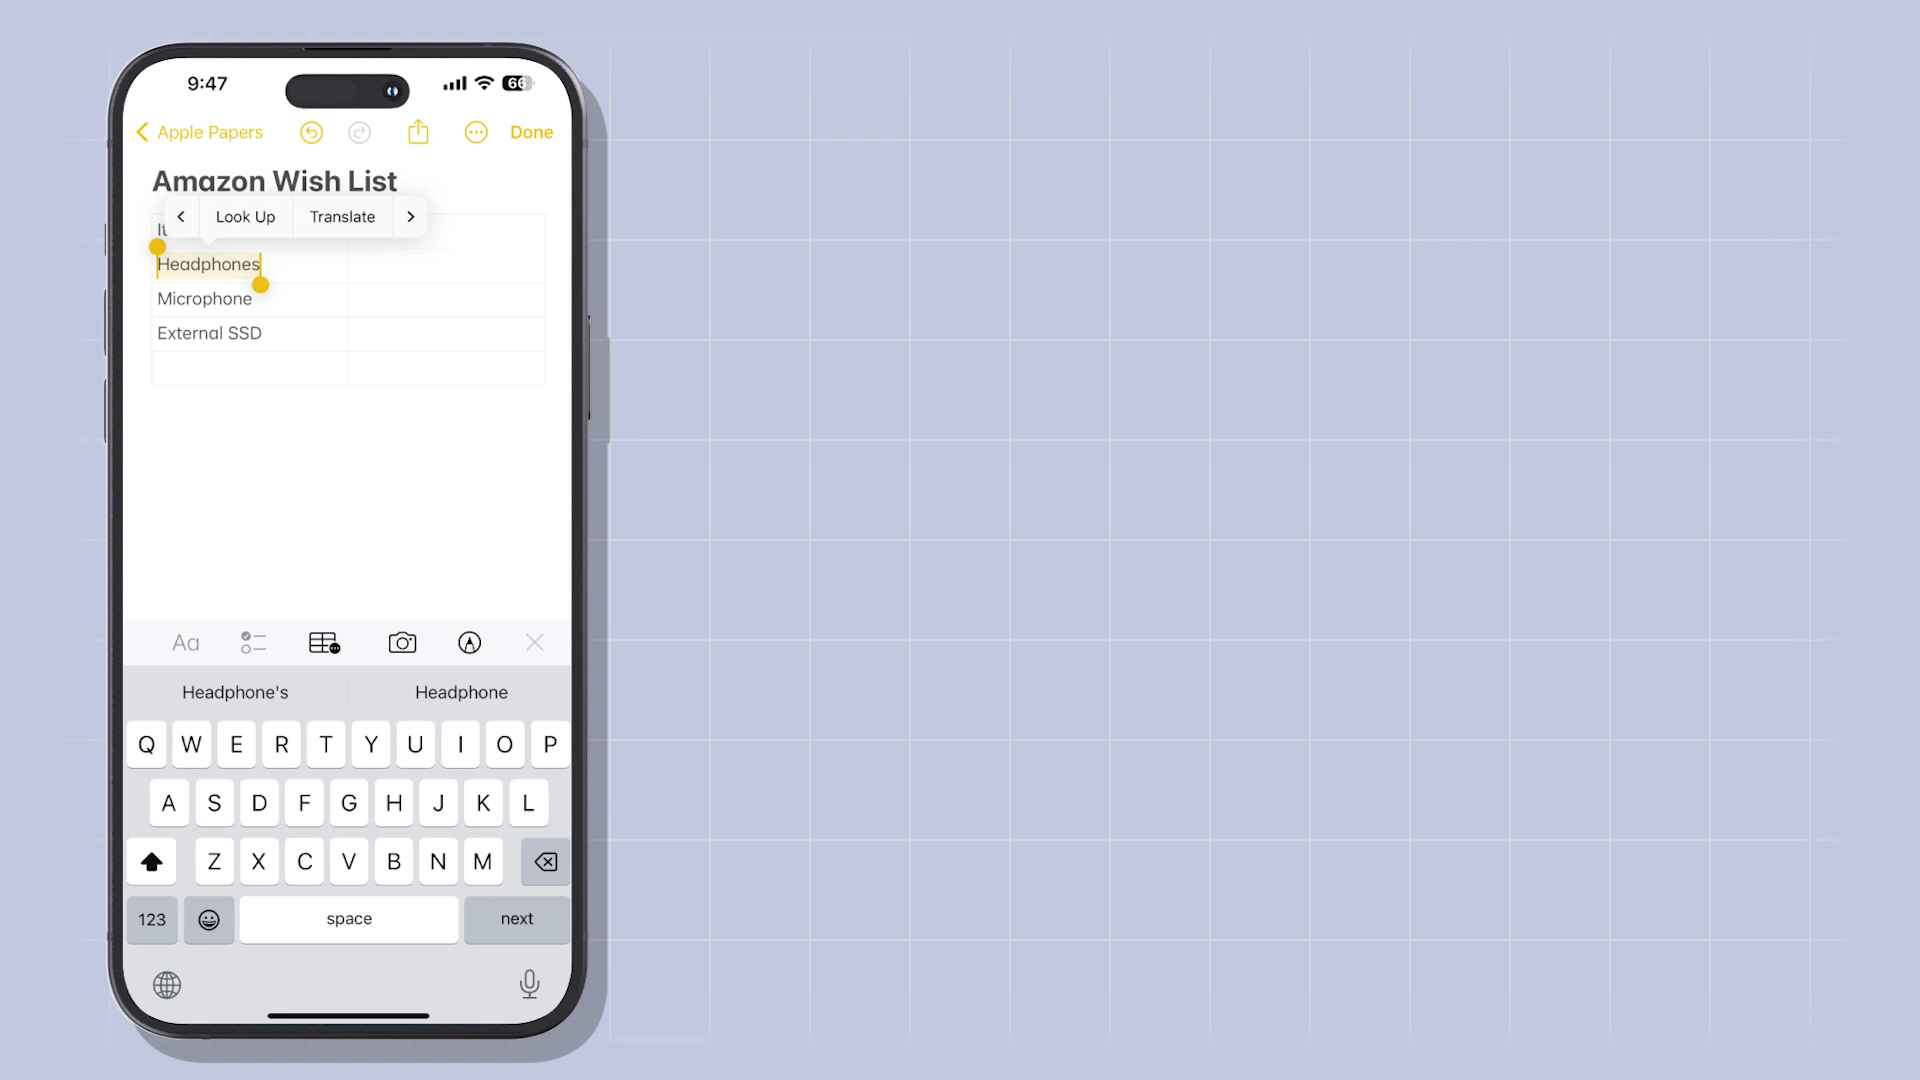 9:47
66
Apple Papers
Done
Amazon Wish List
Look Up
Translate
Headphones
Microphone
External SSD
Aa
Headphone's
Headphone
Q W E R T Y U I O P
A S D F G H J K L
Z X C V B N M
123
space
next